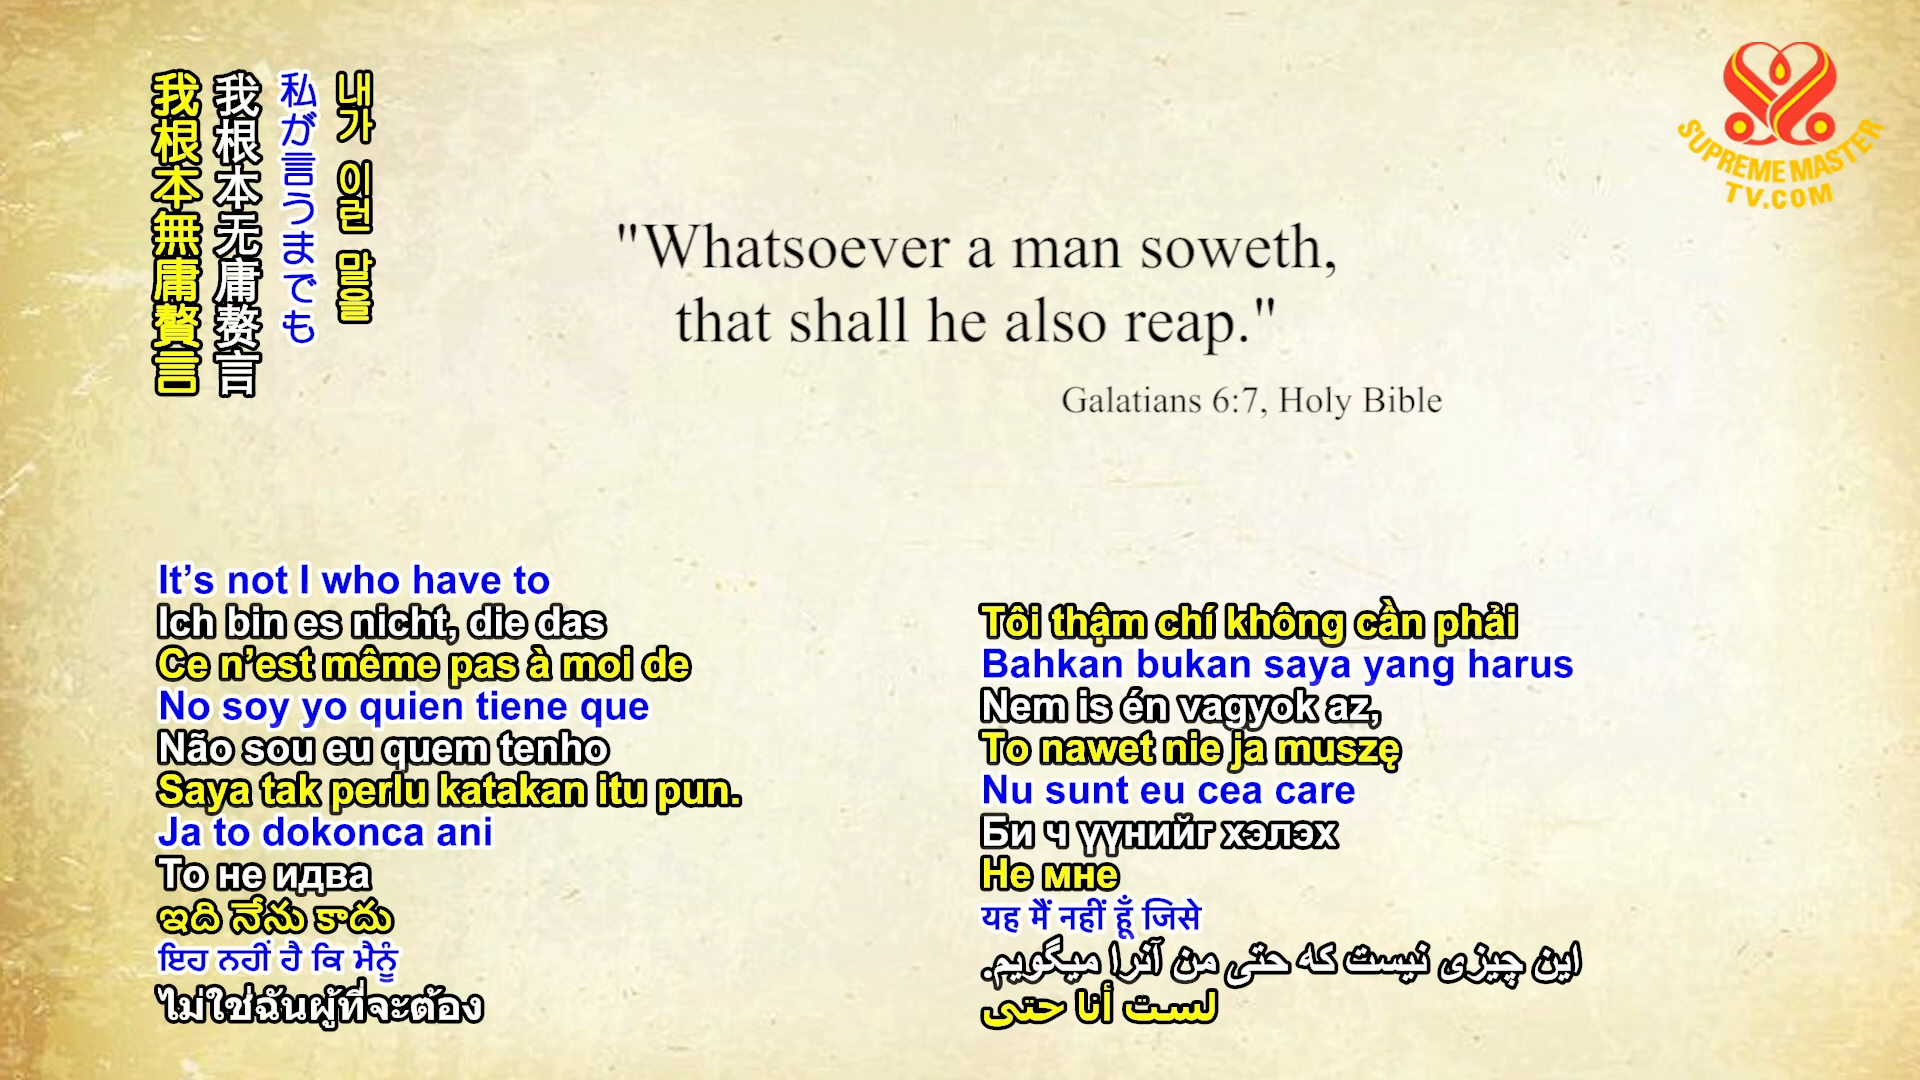 我根本無庸贅言
我根本无庸赘言
私が言うまでも
내가 이런 말을
"Whatsoever a man soweth,
that shall he also reap."
Galatians 6:7, Holy Bible
SUPREME MASTER
TV.COM
It’s not I who have to
Ich bin es nicht, die das
Ce n’est même pas à moi de
No soy yo quien tiene que
Não sou eu quem tenho
Saya tak perlu katakan itu pun.
Ja to dokonca ani
То не идва
ఇది నేను కాదు
ਇਹ ਨਹੀਂ ਹੈ ਕਿ ਮੈਨੂੰ
ไม่ใช่ฉันผู้ที่จะต้อง
Tôi thậm chí không cần phải
Bahkan bukan saya yang harus
Nem is én vagyok az,
To nawet nie ja muszę
Nu sunt eu cea care
Би ч үүнийг хэлэх
Не мне
यह मैं नहीं हूँ जिसे
این چیزی نیست که حتی من آنرا میگویم.
لست أنا حتى